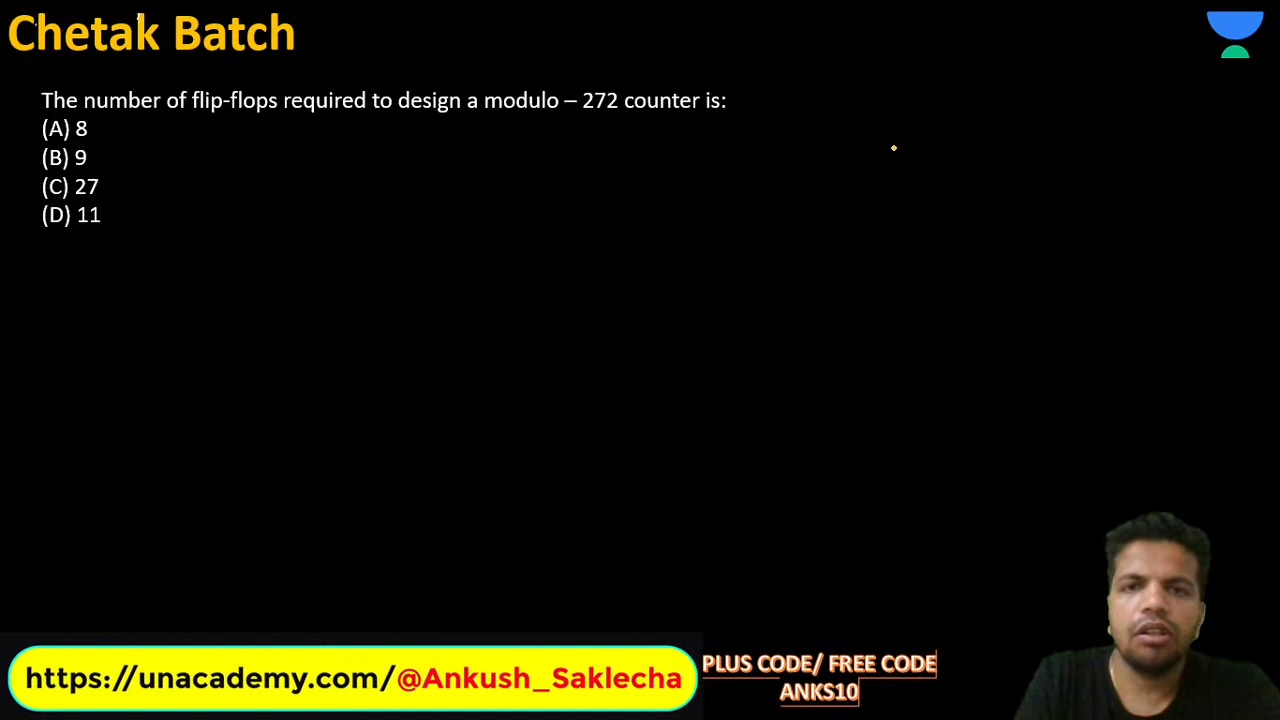 Chetak Batch
The number of flip-flops required to design a modulo – 272 counter is:
(A) 8
(B) 9
(C) 27
(D) 11
https://unacademy.com/@Ankush_Saklecha
PLUS CODE/ FREE CODE
ANKS10